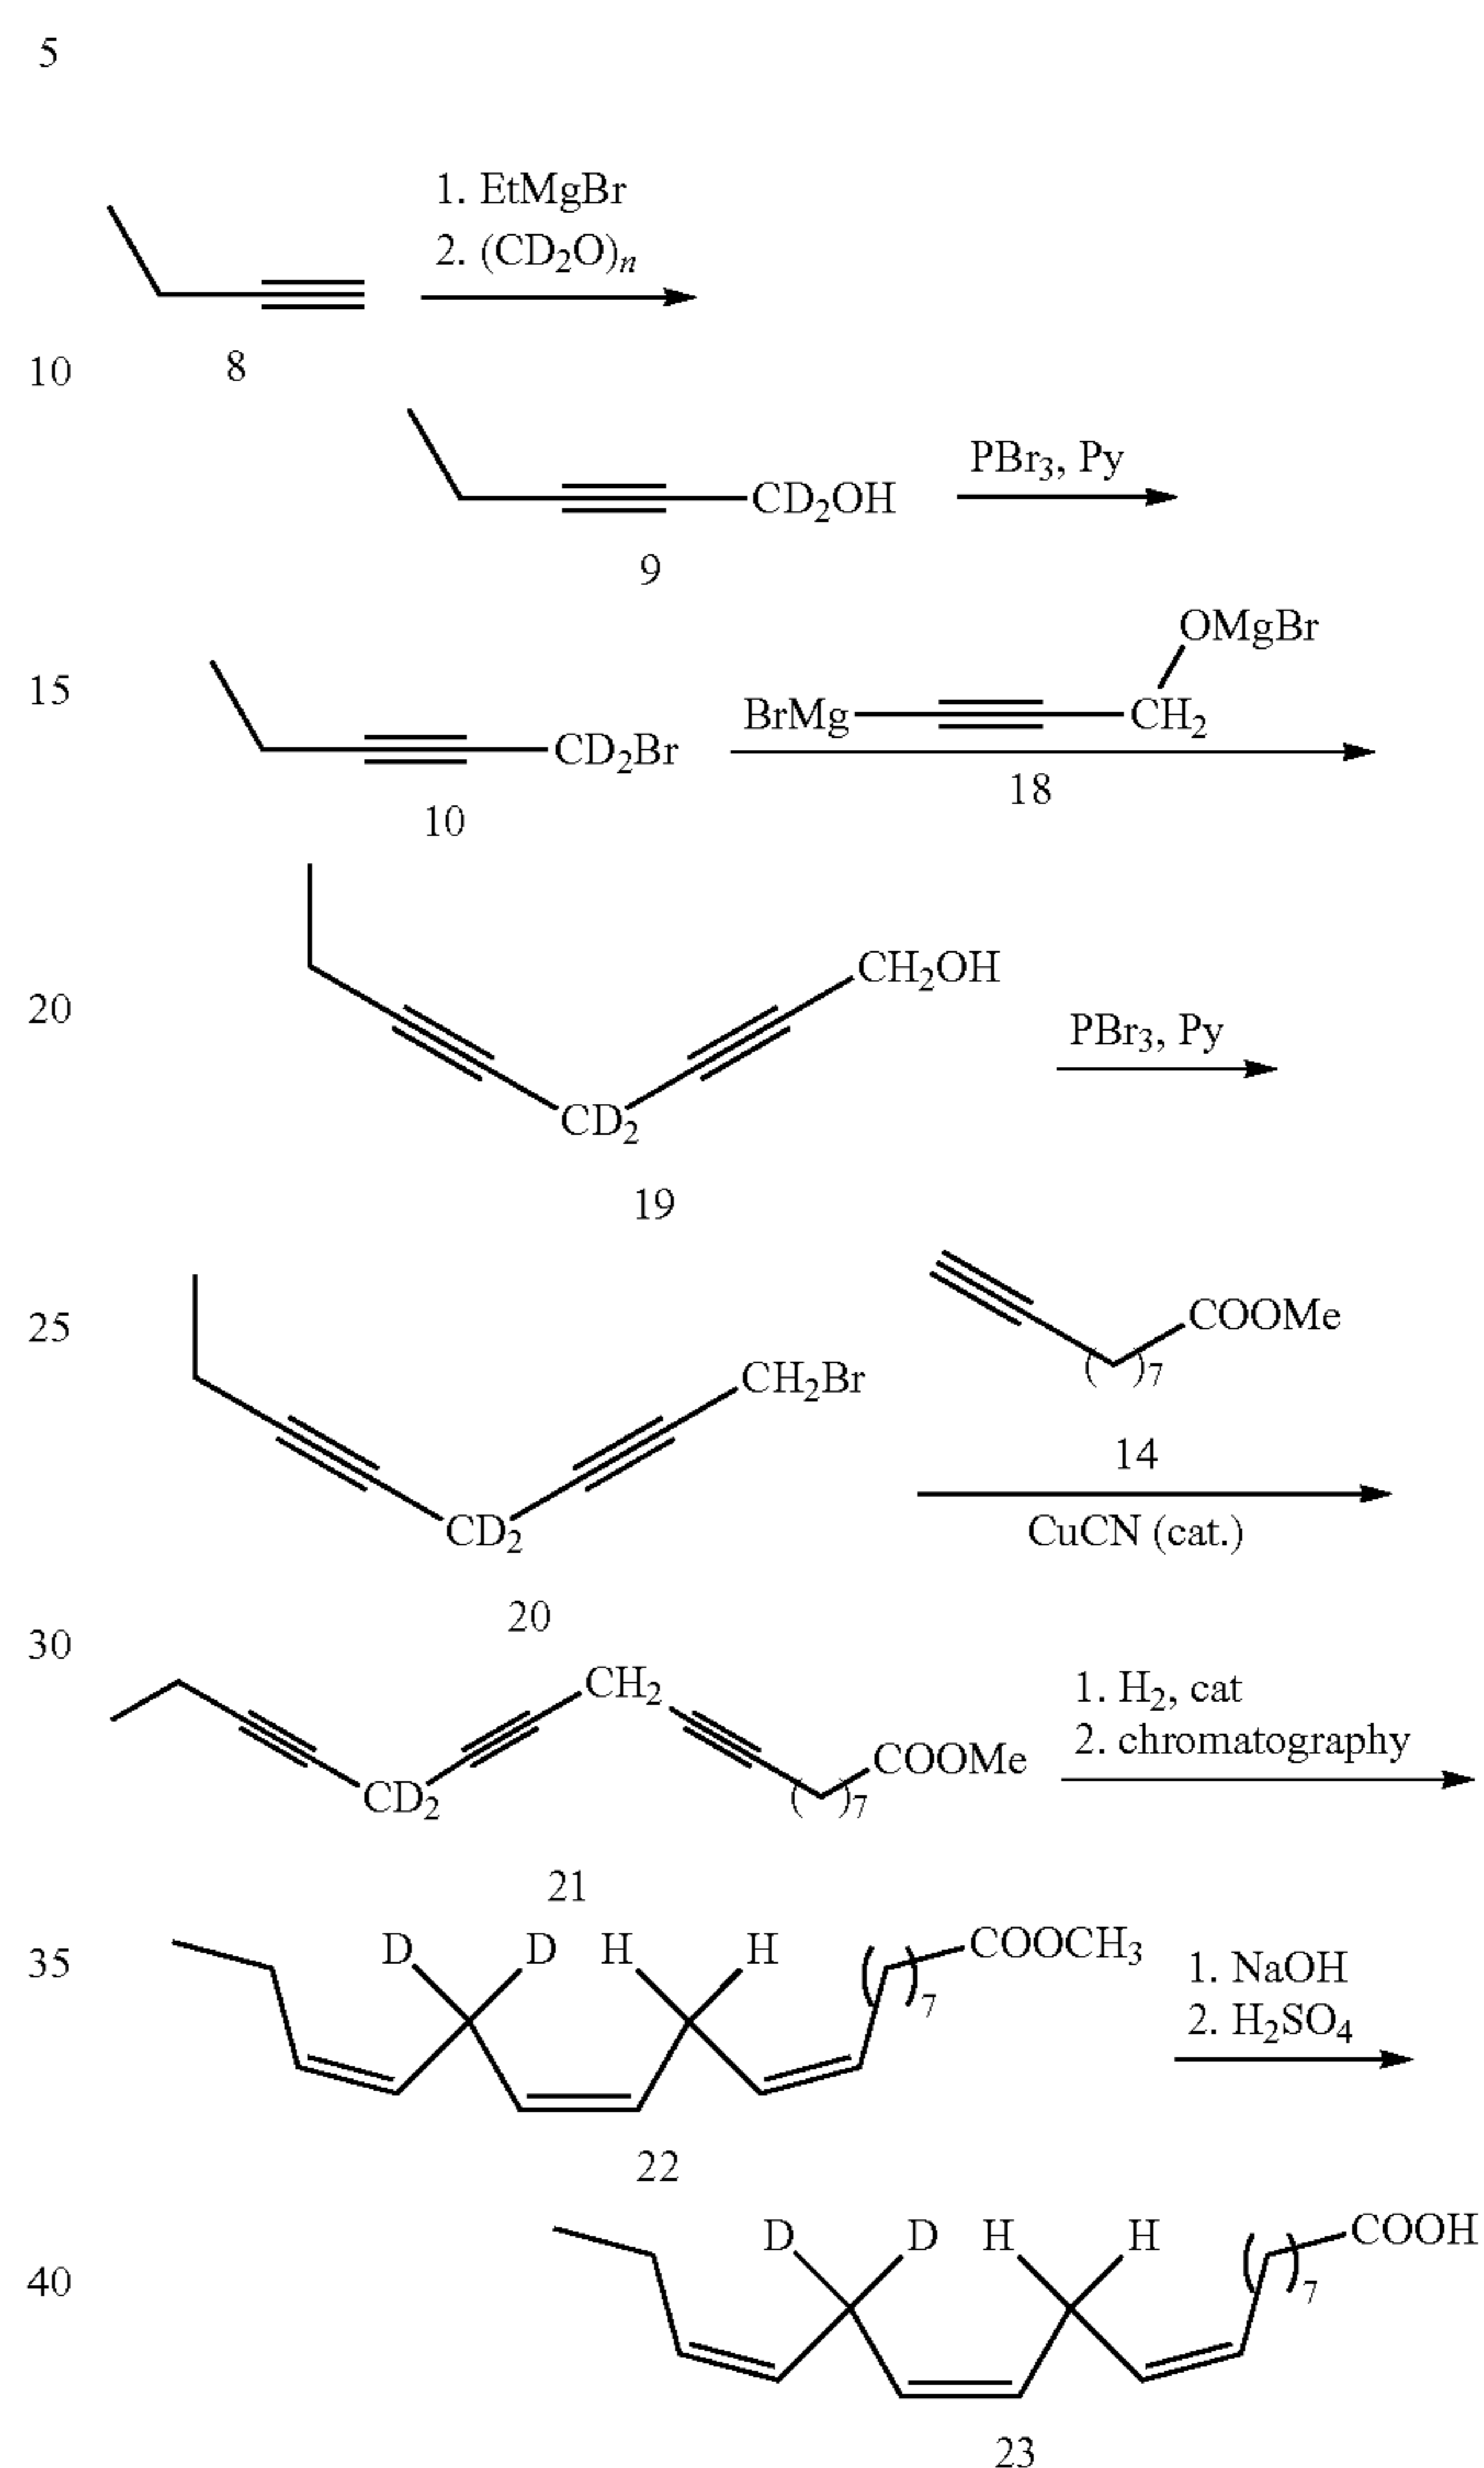 5
1. EtMgBr
2. (CD₂O)ₙ
8
10
CD₂OH
PBr₃, Py
9
OMgBr
15
CD₂Br
BrMg
CH₂
10
18
CH₂OH
20
PBr₃, Py
CD₂
19
25
COOMe
( )₇
CH₂Br
14
CD₂
CuCN (cat.)
20
30
CH₂
1. H₂, cat
2. chromatography
COOMe
CD₂
( )₇
21
35
D D H H
COOCH₃
( )₇
1. NaOH
2. H₂SO₄
22
40
D D H H
COOH
( )₇
23